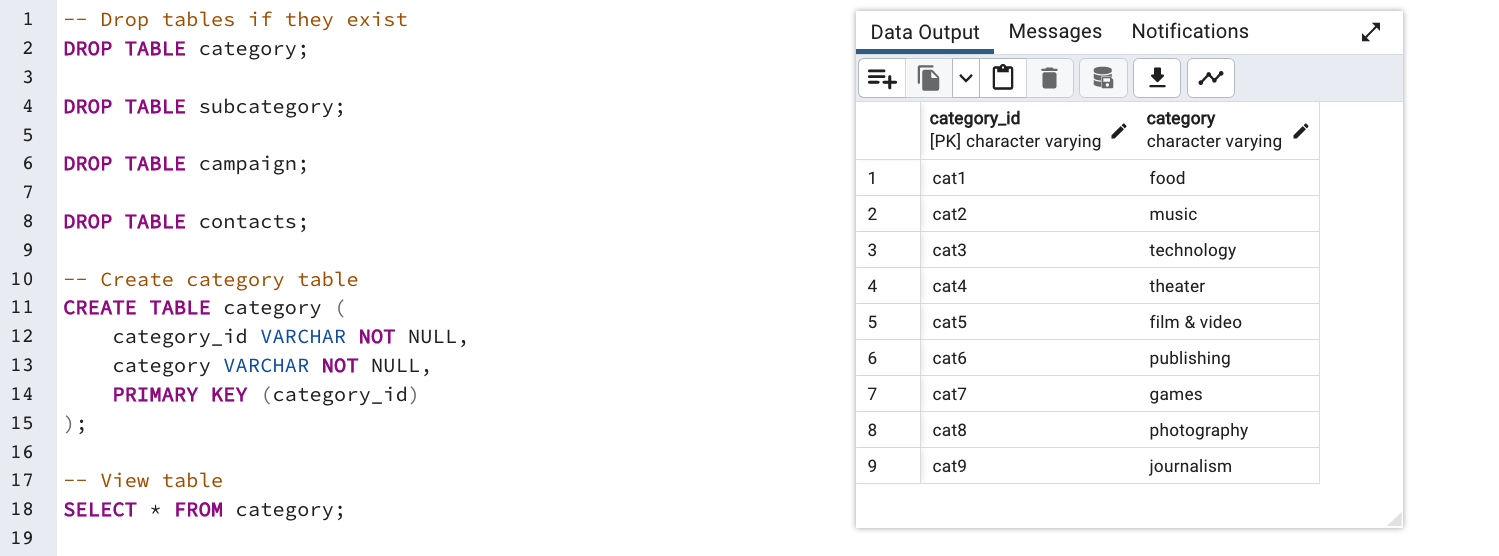 1 -- Drop tables if they exist
2 DROP TABLE category;
3
4 DROP TABLE subcategory;
5
6 DROP TABLE campaign;
7
8 DROP TABLE contacts;
9
10 -- Create category table
11 CREATE TABLE category (
12     category_id VARCHAR NOT NULL,
13     category VARCHAR NOT NULL,
14     PRIMARY KEY (category_id)
15 );
16
17 -- View table
18 SELECT * FROM category;
19
Data Output Messages Notifications
category_id category
[PK] character varying character varying
1 cat1 food
2 cat2 music
3 cat3 technology
4 cat4 theater
5 cat5 film & video
6 cat6 publishing
7 cat7 games
8 cat8 photography
9 cat9 journalism